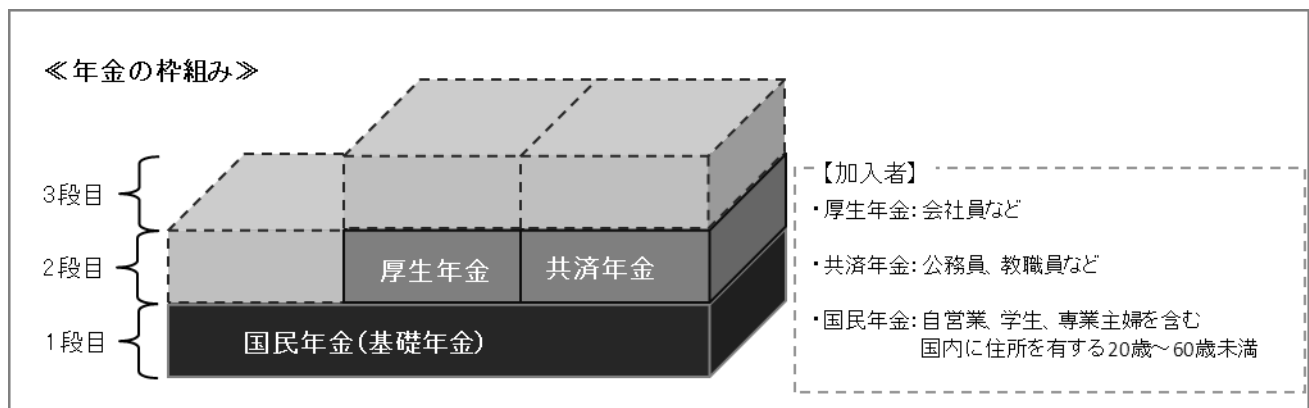 ≪年金の枠組み≫
3段目
2段目
1段目
厚生年金
共済年金
国民年金(基礎年金)
【加入者】
・厚生年金:会社員など
・共済年金:公務員、教職員など
・国民年金:自営業、学生、専業主婦を含む
国内に住所を有する20歳~60歳未満